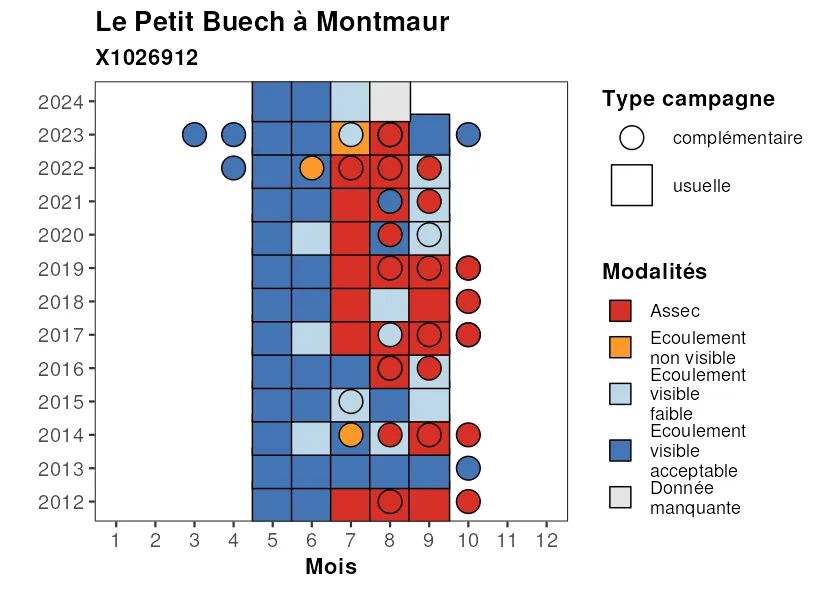 Le Petit Buech à Montmaur
X1026912
2024
2023
2022
2021
2020
2019
2018
2017
2016
2015
2014
2013
2012
1 2 3 4 5 6 7 8 9 10 11 12
Mois
Type campagne
complémentaire
usuelle
Modalités
Assec
Ecoulement
non visible
Ecoulement
visible
faible
Ecoulement
visible
acceptable
Donnée
manquante